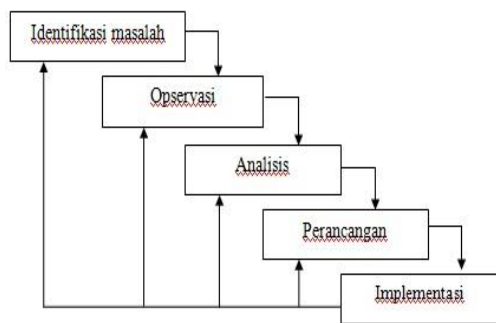 Identifikasi masalah
Opservasi
Analisis
Perancangan
Implementasi